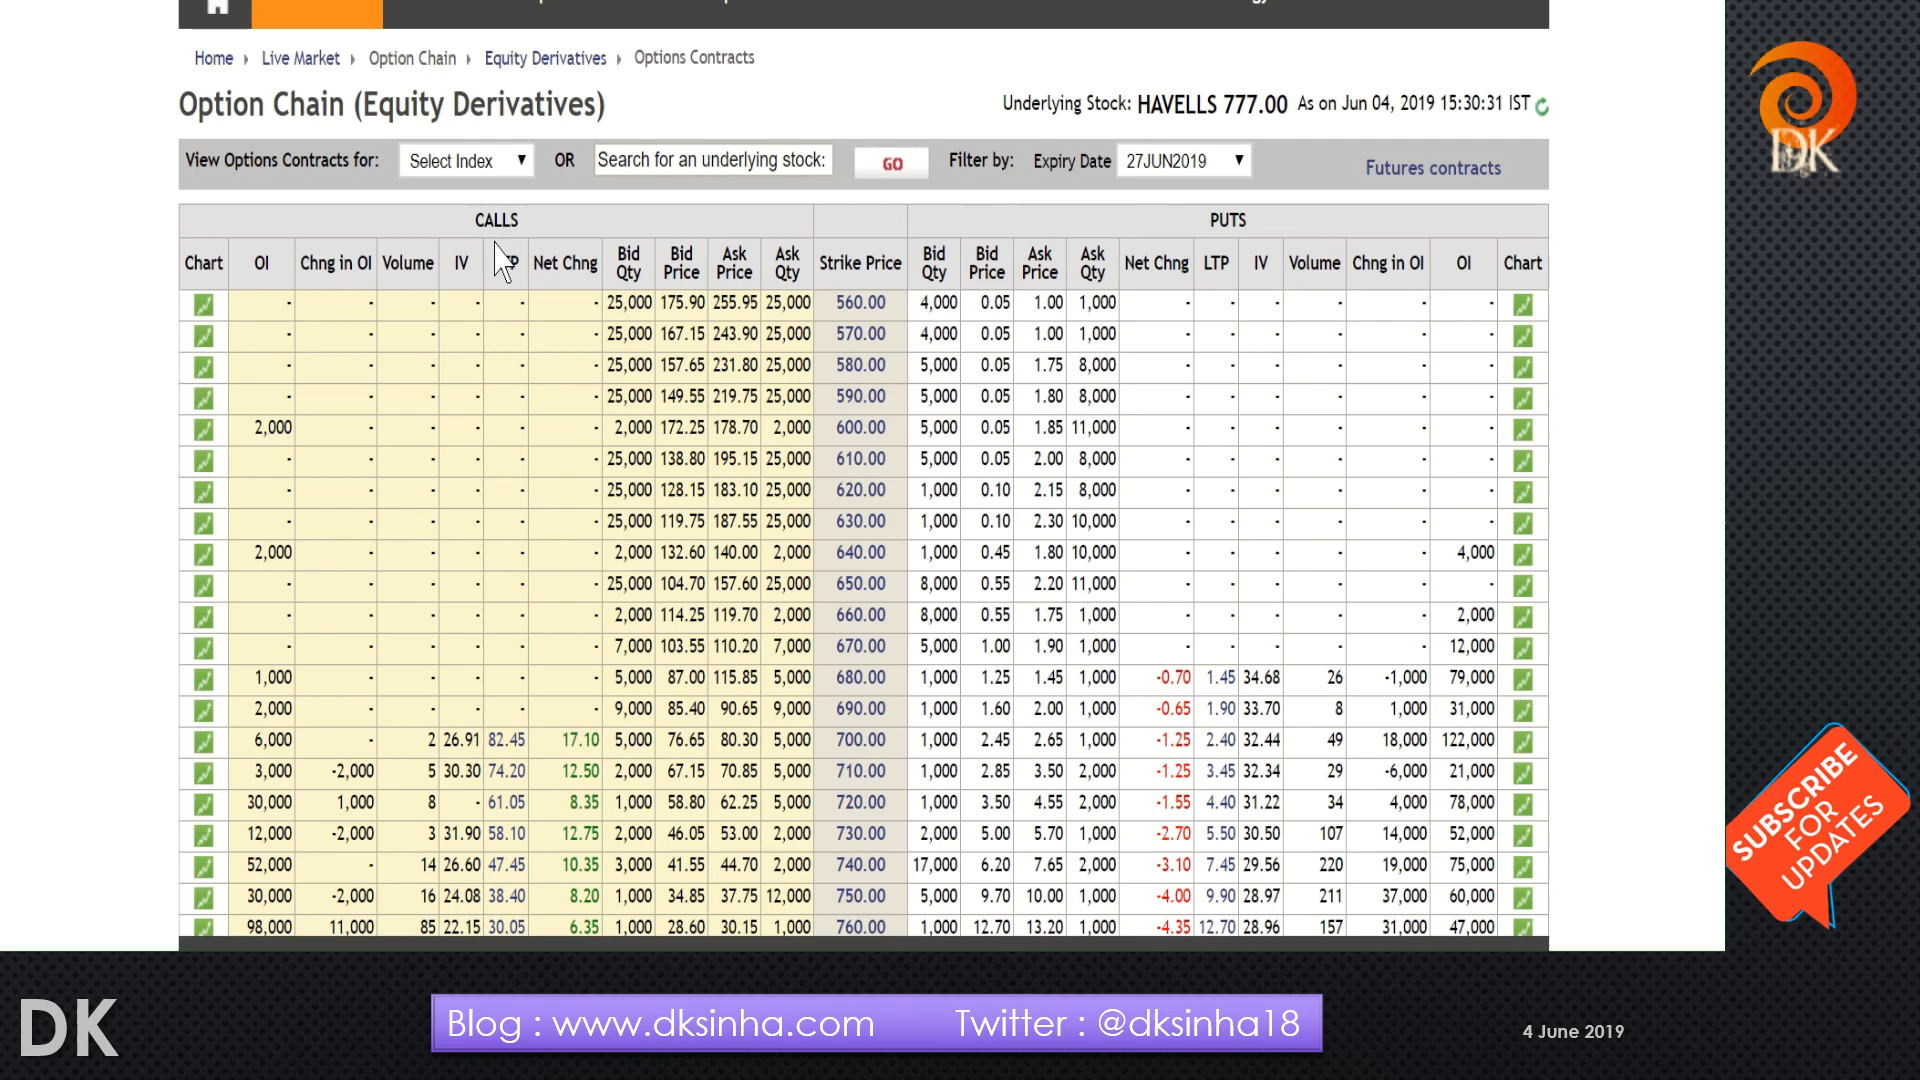 Home Live Market Option Chain Equity Derivatives Options Contracts
Option Chain (Equity Derivatives) Underlying Stock: HAVELLS 777.00 As on Jun 04, 2019 15:30:31 IST
View Options Contracts for: Select Index OR Search for an underlying stock: GO Filter by: Expiry Date 27JUN2019 Futures contracts
CALLS PUTS
Chart OI Chng in OI Volume IV Net Chng Bid Qty Bid Price Ask Price Ask Qty Strike Price Bid Qty Bid Price Ask Price Ask Qty Net Chng LTP IV Volume Chng in OI OI Chart
- - - - - - 25,000 175.90 255.95 25,000 560.00 4,000 0.05 1.00 1,000 - - - - - -
- - - - - - 25,000 167.15 243.90 25,000 570.00 4,000 0.05 1.00 1,000 - - - - - -
- - - - - - 25,000 157.65 231.80 25,000 580.00 5,000 0.05 1.75 8,000 - - - - - -
- - - - - - 25,000 149.55 219.75 25,000 590.00 5,000 0.05 1.80 8,000 - - - - - -
2,000 - - - - - 2,000 172.25 178.70 2,000 600.00 5,000 0.05 1.85 11,000 - - - - - -
- - - - - - 25,000 138.80 195.15 25,000 610.00 5,000 0.05 2.00 8,000 - - - - - -
- - - - - - 25,000 128.15 183.10 25,000 620.00 1,000 0.10 2.15 8,000 - - - - - -
- - - - - - 25,000 119.75 187.55 25,000 630.00 1,000 0.10 2.30 10,000 - - - - - -
2,000 - - - - - 2,000 132.60 140.00 2,000 640.00 1,000 0.45 1.80 10,000 - - - - - 4,000
- - - - - - 25,000 104.70 157.60 25,000 650.00 8,000 0.55 2.20 11,000 - - - - - -
- - - - - - 2,000 114.25 119.70 2,000 660.00 8,000 0.55 1.75 1,000 - - - - - 2,000
- - - - - - 7,000 103.55 110.20 7,000 670.00 5,000 1.00 1.90 1,000 - - - - - 12,000
1,000 - - - - - 5,000 87.00 115.85 5,000 680.00 1,000 1.25 1.45 1,000 -0.70 1.45 34.68 26 -1,000 79,000
2,000 - - - - - 9,000 85.40 90.65 9,000 690.00 1,000 1.60 2.00 1,000 -0.65 1.90 33.70 8 1,000 31,000
6,000 - 2 26.91 82.45 17.10 5,000 76.65 80.30 5,000 700.00 1,000 2.45 2.65 1,000 -1.25 2.40 32.44 49 18,000 122,000
3,000 -2,000 5 30.30 74.20 12.50 2,000 67.15 70.85 5,000 710.00 1,000 2.85 3.50 2,000 -1.25 3.45 32.34 29 -6,000 21,000
30,000 1,000 8 - 61.05 8.35 1,000 58.80 62.25 5,000 720.00 1,000 3.50 4.55 2,000 -1.55 4.40 31.22 34 4,000 78,000
12,000 -2,000 3 31.90 58.10 12.75 2,000 46.05 53.00 2,000 730.00 2,000 5.00 5.70 1,000 -2.70 5.50 30.50 107 14,000 52,000
52,000 - 14 26.60 47.45 10.35 3,000 41.55 44.70 2,000 740.00 17,000 6.20 7.65 2,000 -3.10 7.45 29.56 220 19,000 75,000
30,000 -2,000 16 24.08 38.40 8.20 1,000 34.85 37.75 12,000 750.00 5,000 9.70 10.00 1,000 -4.00 9.90 28.97 211 37,000 60,000
98,000 11,000 85 22.15 30.05 6.35 1,000 28.60 30.15 1,000 760.00 1,000 12.70 13.20 1,000 -4.35 12.70 28.96 157 31,000 47,000
DK
SUBSCRIBE
FOR
UPDATES
DK
Blog : www.dksinha.com Twitter : @dksinha18
4 June 2019